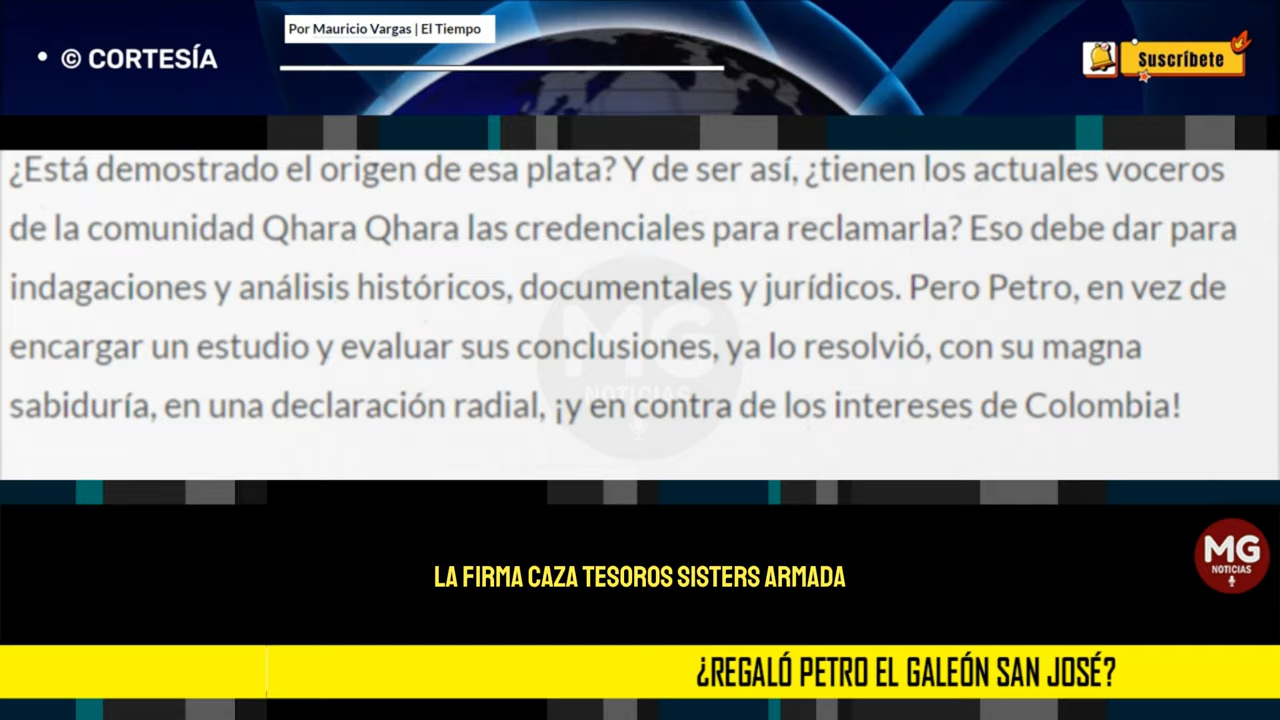 Por Mauricio Vargas | El Tiempo
• © CORTESÍA
Suscríbete
¿Está demostrado el origen de esa plata? Y de ser así, ¿tienen los actuales voceros
de la comunidad Qhara Qhara las credenciales para reclamarla? Eso debe dar para
indagaciones y análisis históricos, documentales y jurídicos. Pero Petro, en vez de
encargar un estudio y evaluar sus conclusiones, ya lo resolvió, con su magna
sabiduría, en una declaración radial, ¡y en contra de los intereses de Colombia!
MG
NOTICIAS
LA FIRMA CAZA TESOROS SISTERS ARMADA
MG
NOTICIAS
¿REGALÓ PETRO EL GALEÓN SAN JOSÉ?